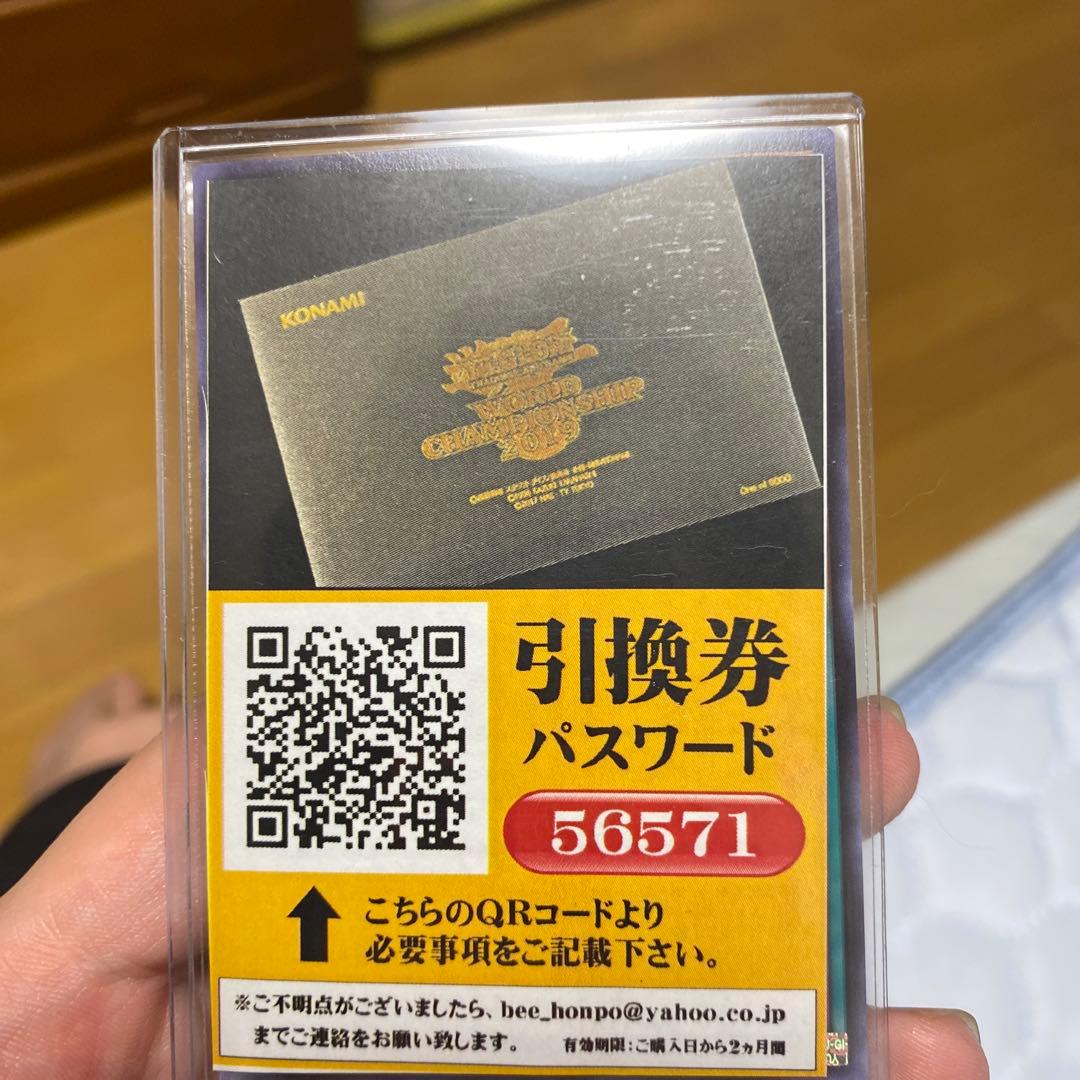 KONAMI
WORLD
CHAMPIONSHIP
2019
One of 9000
引換券
パスワード
56571
こちらのQRコードより
必要事項をご記載下さい。
※ご不明点がございましたら、bee_honpo@yahoo.co.jp
までご連絡をお願い致します。
有効期限:ご購入日から2ヵ月間